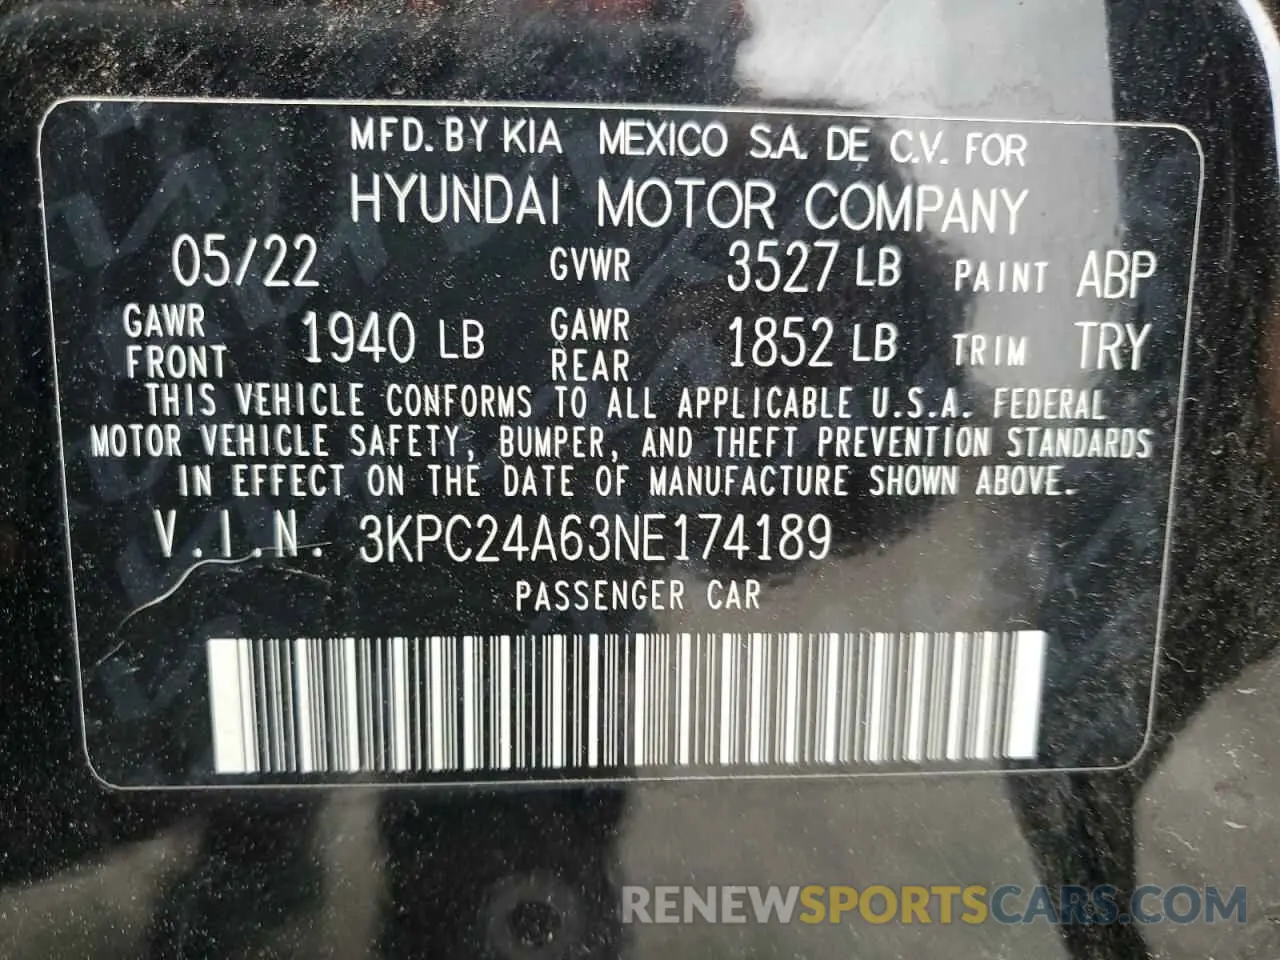 MFD. BY KIA MEXICO S.A. DE C.V. FOR
HYUNDAI MOTOR COMPANY
05/22 GVWR 3527 LB PAINT ABP
GAWR FRONT 1940 LB GAWR REAR 1852 LB TRIM TRY
THIS VEHICLE CONFORMS TO ALL APPLICABLE U.S.A. FEDERAL
MOTOR VEHICLE SAFETY, BUMPER, AND THEFT PREVENTION STANDARDS
IN EFFECT ON THE DATE OF MANUFACTURE SHOWN ABOVE.
V.I.N. 3KPC24A63NE174189
PASSENGER CAR
RENEWSPORTSCARS.COM